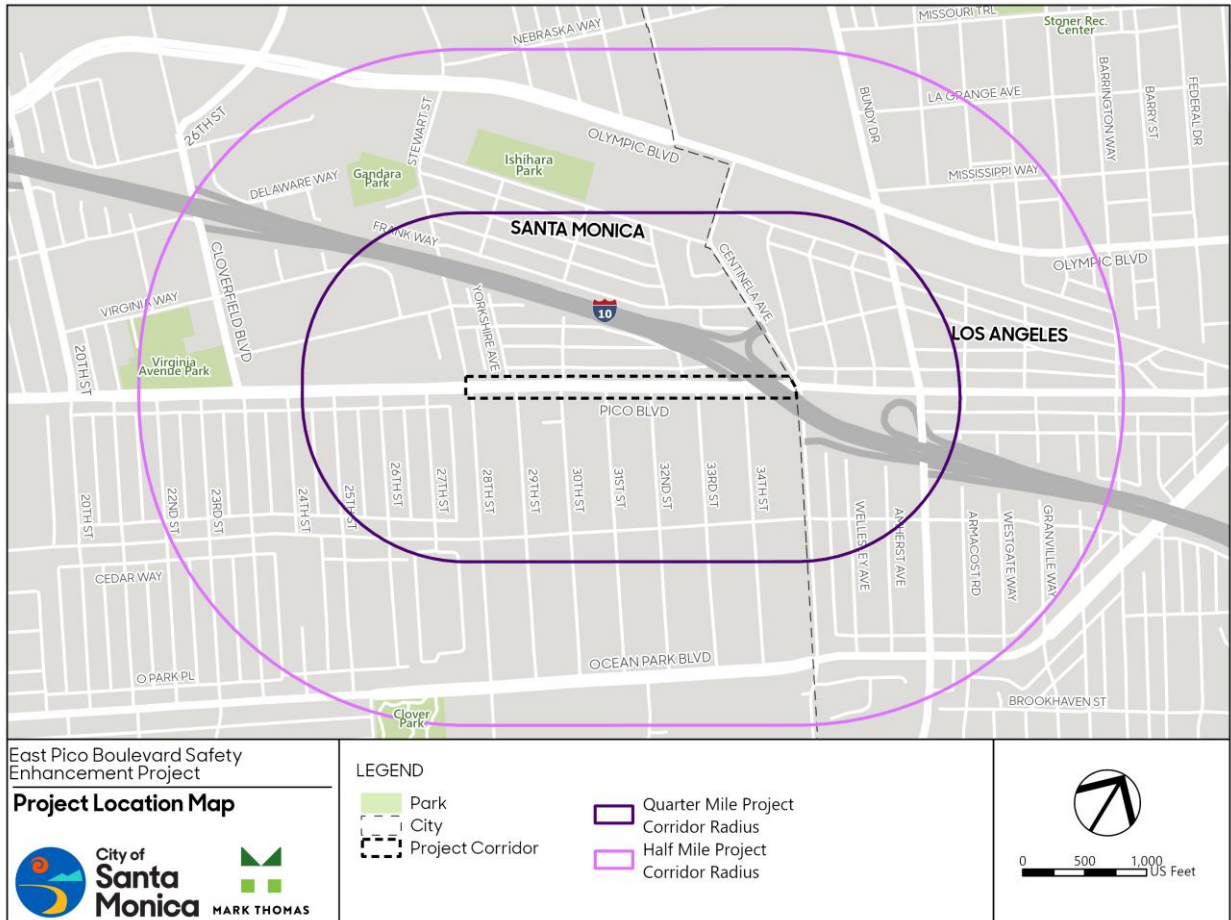 MISSOURI TRL
Stoner Rec.
Center
NEBRASKA WAY
26TH ST
STEWART ST
OLYMPIC BLVD
BUNDY DR
LA GRANGE AVE
BARRINGTON WAY
BARRY ST
FEDERAL DR
Ishihara
Park
Gandara
Park
DELAWARE WAY
MISSISSIPPI WAY
FRANK WAY
SANTA MONICA
CENTINELA AVE
OLYMPIC BLVD
CLOVERFIELD BLVD
VIRGINIA WAY
YORKSHIRE AVE
10
LOS ANGELES
20TH ST
Virginia
Avenue Park
PICO BLVD
20TH ST
22ND ST
23RD ST
24TH ST
25TH ST
26TH ST
27TH ST
28TH ST
29TH ST
30TH ST
31ST ST
32ND ST
33RD ST
34TH ST
WELLESLEY AVE
AMHERST AVE
ARMACOST RD
WESTGATE WAY
GRANVILLE WAY
CEDAR WAY
OCEAN PARK BLVD
O PARK PL
BROOKHAVEN ST
Clover
Park
East Pico Boulevard Safety
Enhancement Project
Project Location Map
City of
Santa
Monica
MARK THOMAS
LEGEND
Park
City
Project Corridor
Quarter Mile Project
Corridor Radius
Half Mile Project
Corridor Radius
0 500 1,000
US Feet